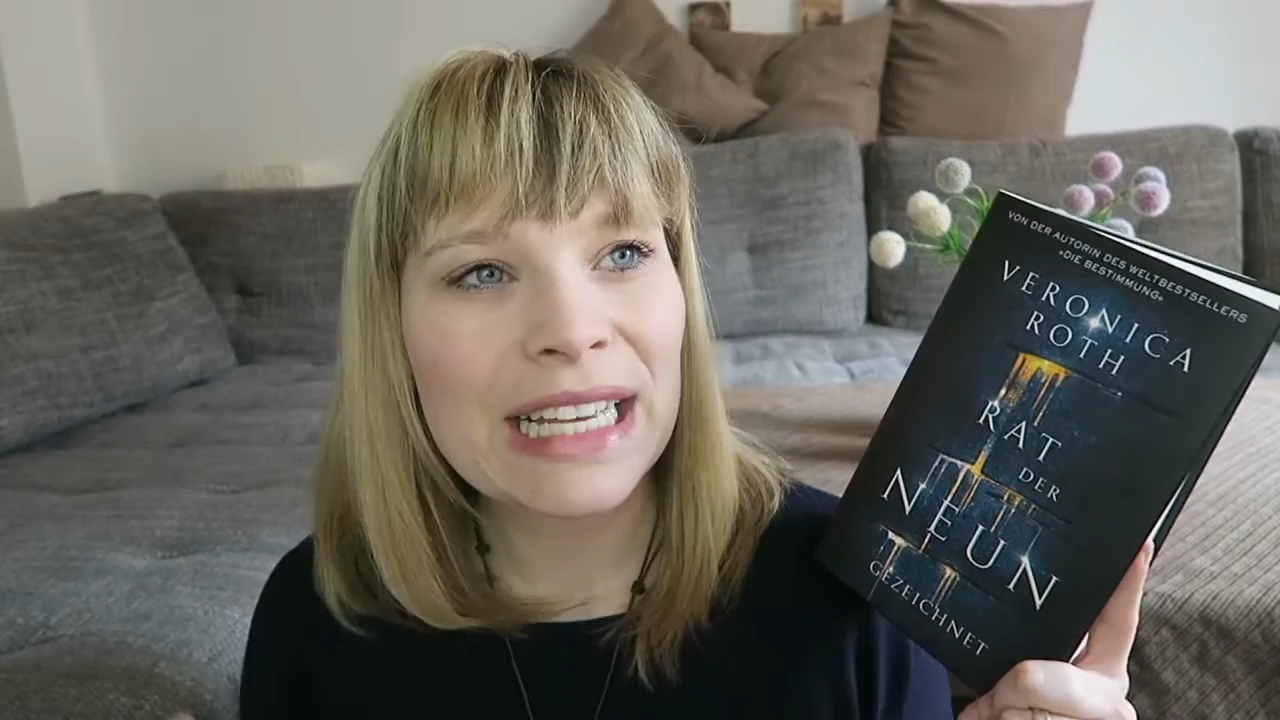 VON DER AUTORIN DES WELTBESTSELLERS
»DIE BESTIMMUNG«
VERONICA
ROTH
RAT
DER
NEUN
GEZEICHNET